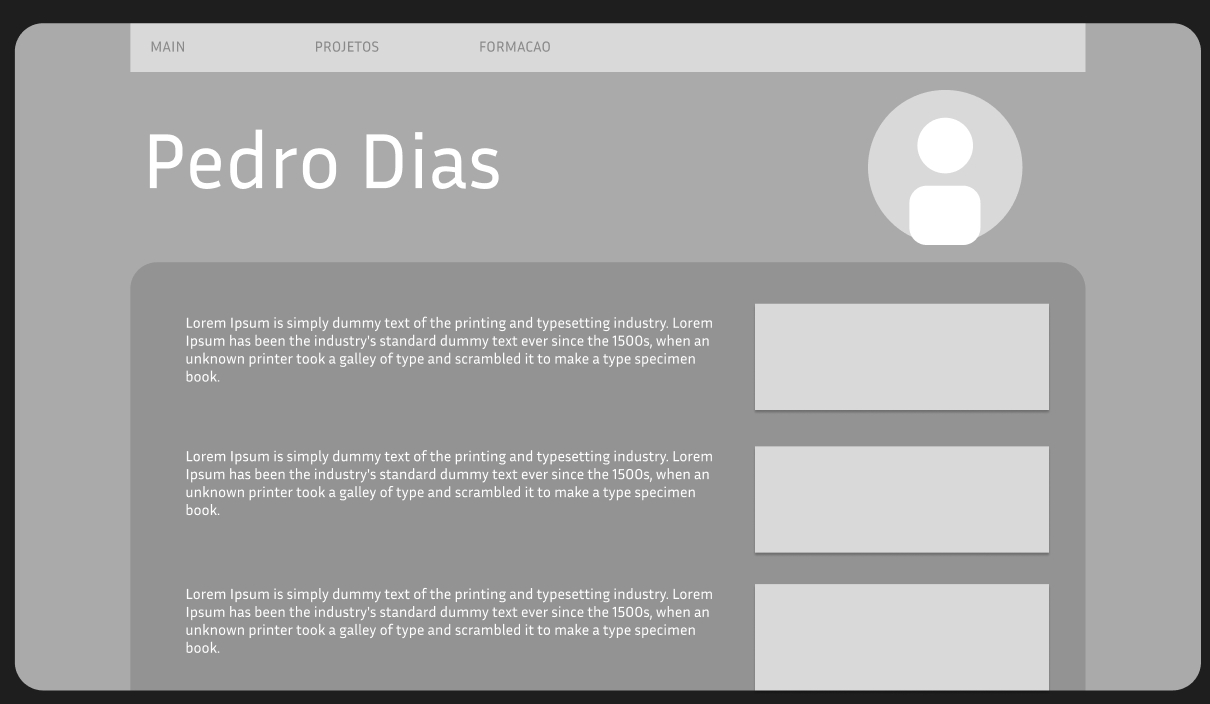 MAIN PROJETOS FORMACAO
Pedro Dias
Lorem Ipsum is simply dummy text of the printing and typesetting industry. Lorem
Ipsum has been the industry's standard dummy text ever since the 1500s, when an
unknown printer took a galley of type and scrambled it to make a type specimen
book.
Lorem Ipsum is simply dummy text of the printing and typesetting industry. Lorem
Ipsum has been the industry's standard dummy text ever since the 1500s, when an
unknown printer took a galley of type and scrambled it to make a type specimen
book.
Lorem Ipsum is simply dummy text of the printing and typesetting industry. Lorem
Ipsum has been the industry's standard dummy text ever since the 1500s, when an
unknown printer took a galley of type and scrambled it to make a type specimen
book.